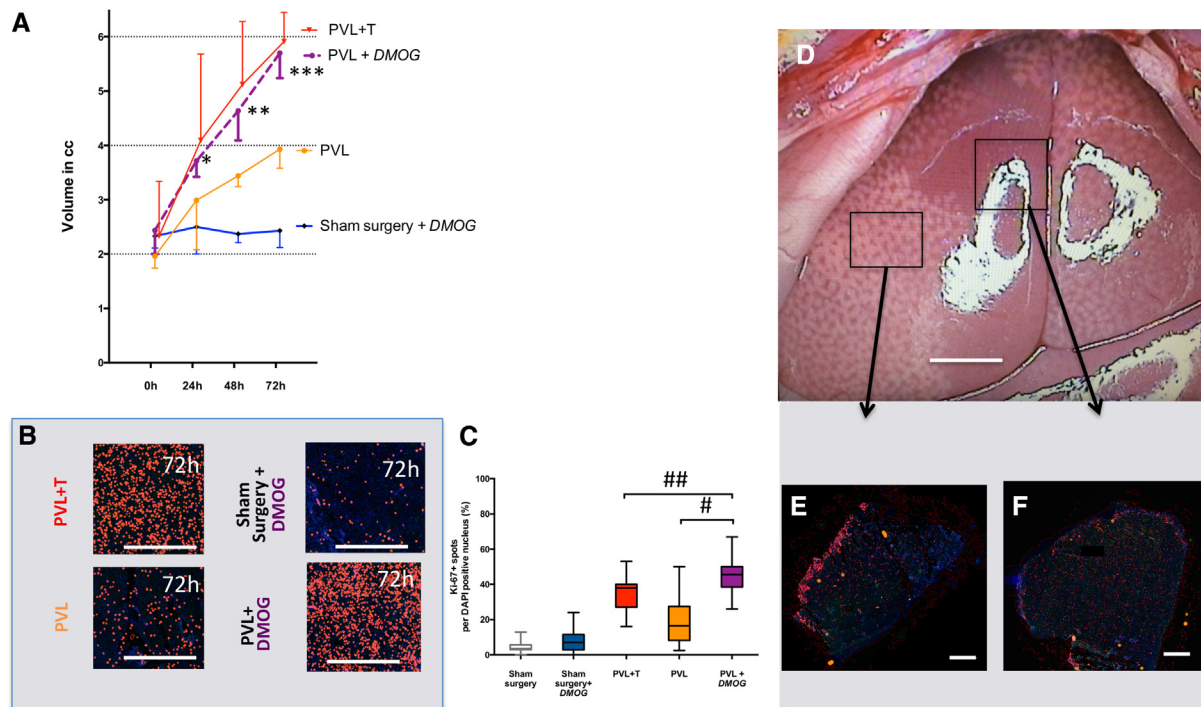 A
Volume in cc
6
5
4
3
2
1
0
0h 24h 48h 72h
PVL+T
PVL + DMOG
***
**
*
PVL
Sham surgery + DMOG
B
PVL+T
72h
Sham
Surgery +
DMOG
72h
PVL
72h
PVL+
DMOG
72h
C
Ki-67+ spots
per DAPI positive nucleus (%)
100
80
60
40
20
0
##
#
Sham
surgery
Sham
surgery+
DMOG
PVL+T
PVL
PVL +
DMOG
D
E
F